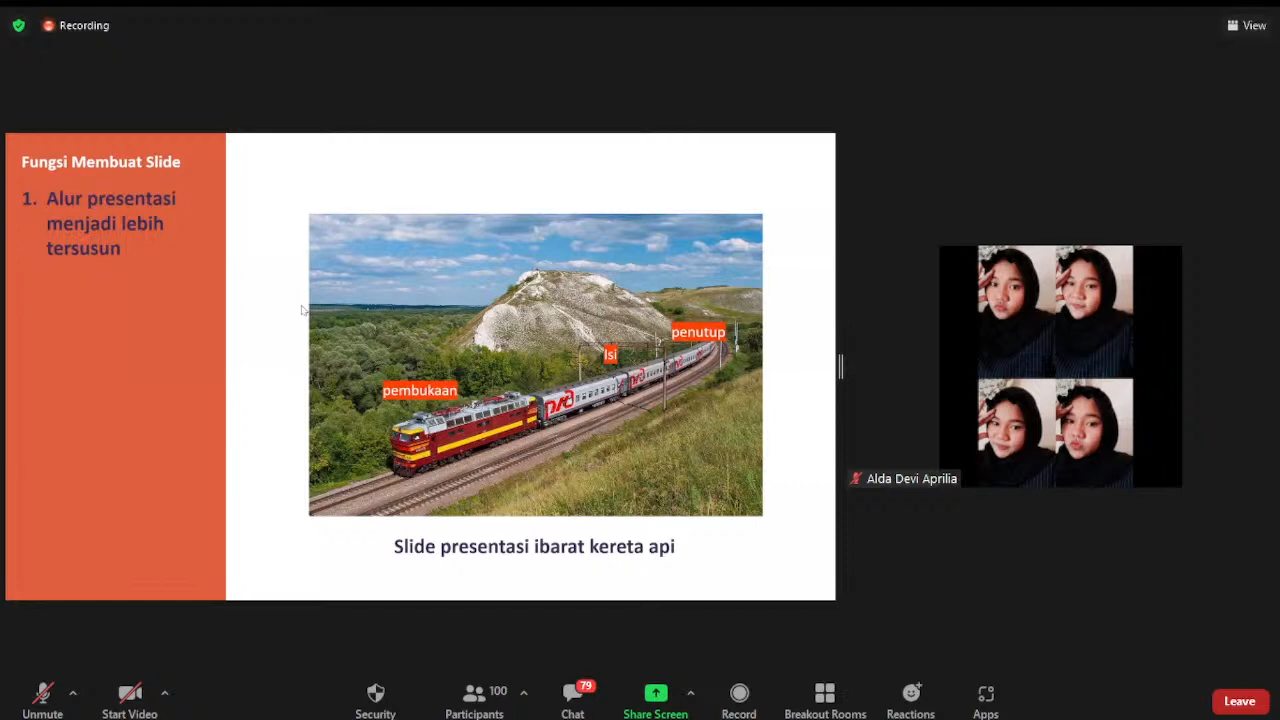 Recording
View
Fungsi Membuat Slide
1. Alur presentasi
menjadi lebih
tersusun
penutup
Isi
pembukaan
Slide presentasi ibarat kereta api
Alda Devi Aprilia
Unmute
Start Video
Security
Participants
100
Chat
79
Share Screen
Record
Breakout Rooms
Reactions
Apps
Leave